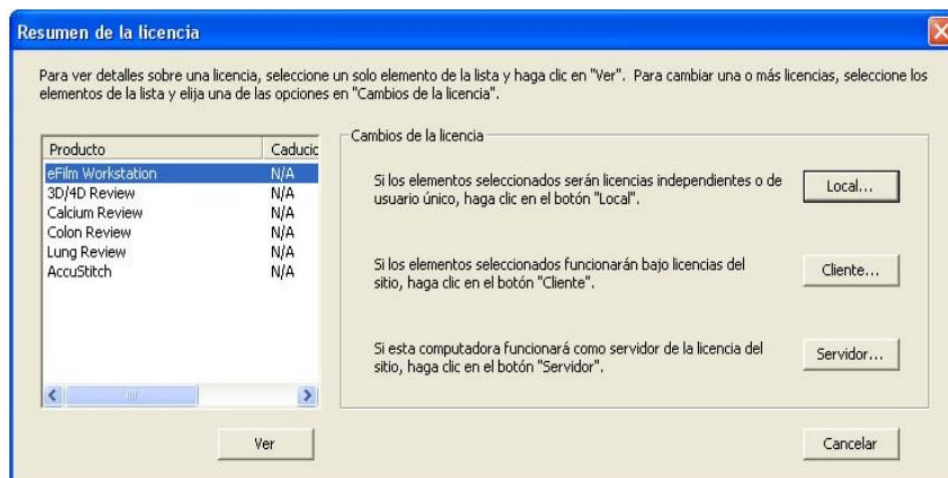 Resumen de la licencia
Para ver detalles sobre una licencia, seleccione un solo elemento de la lista y haga clic en "Ver". Para cambiar una o más licencias, seleccione los
elementos de la lista y elija una de las opciones en "Cambios de la licencia".
Producto Caducic
eFilm Workstation N/A
3D/4D Review N/A
Calcium Review N/A
Colon Review N/A
Lung Review N/A
AccuStitch N/A
Ver
Cambios de la licencia
Si los elementos seleccionados serán licencias independientes o de
usuario único, haga clic en el botón "Local".
Local...
Si los elementos seleccionados funcionarán bajo licencias del
sitio, haga clic en el botón "Cliente".
Cliente...
Si esta computadora funcionará como servidor de la licencia del
sitio, haga clic en el botón "Servidor".
Servidor...
Cancelar